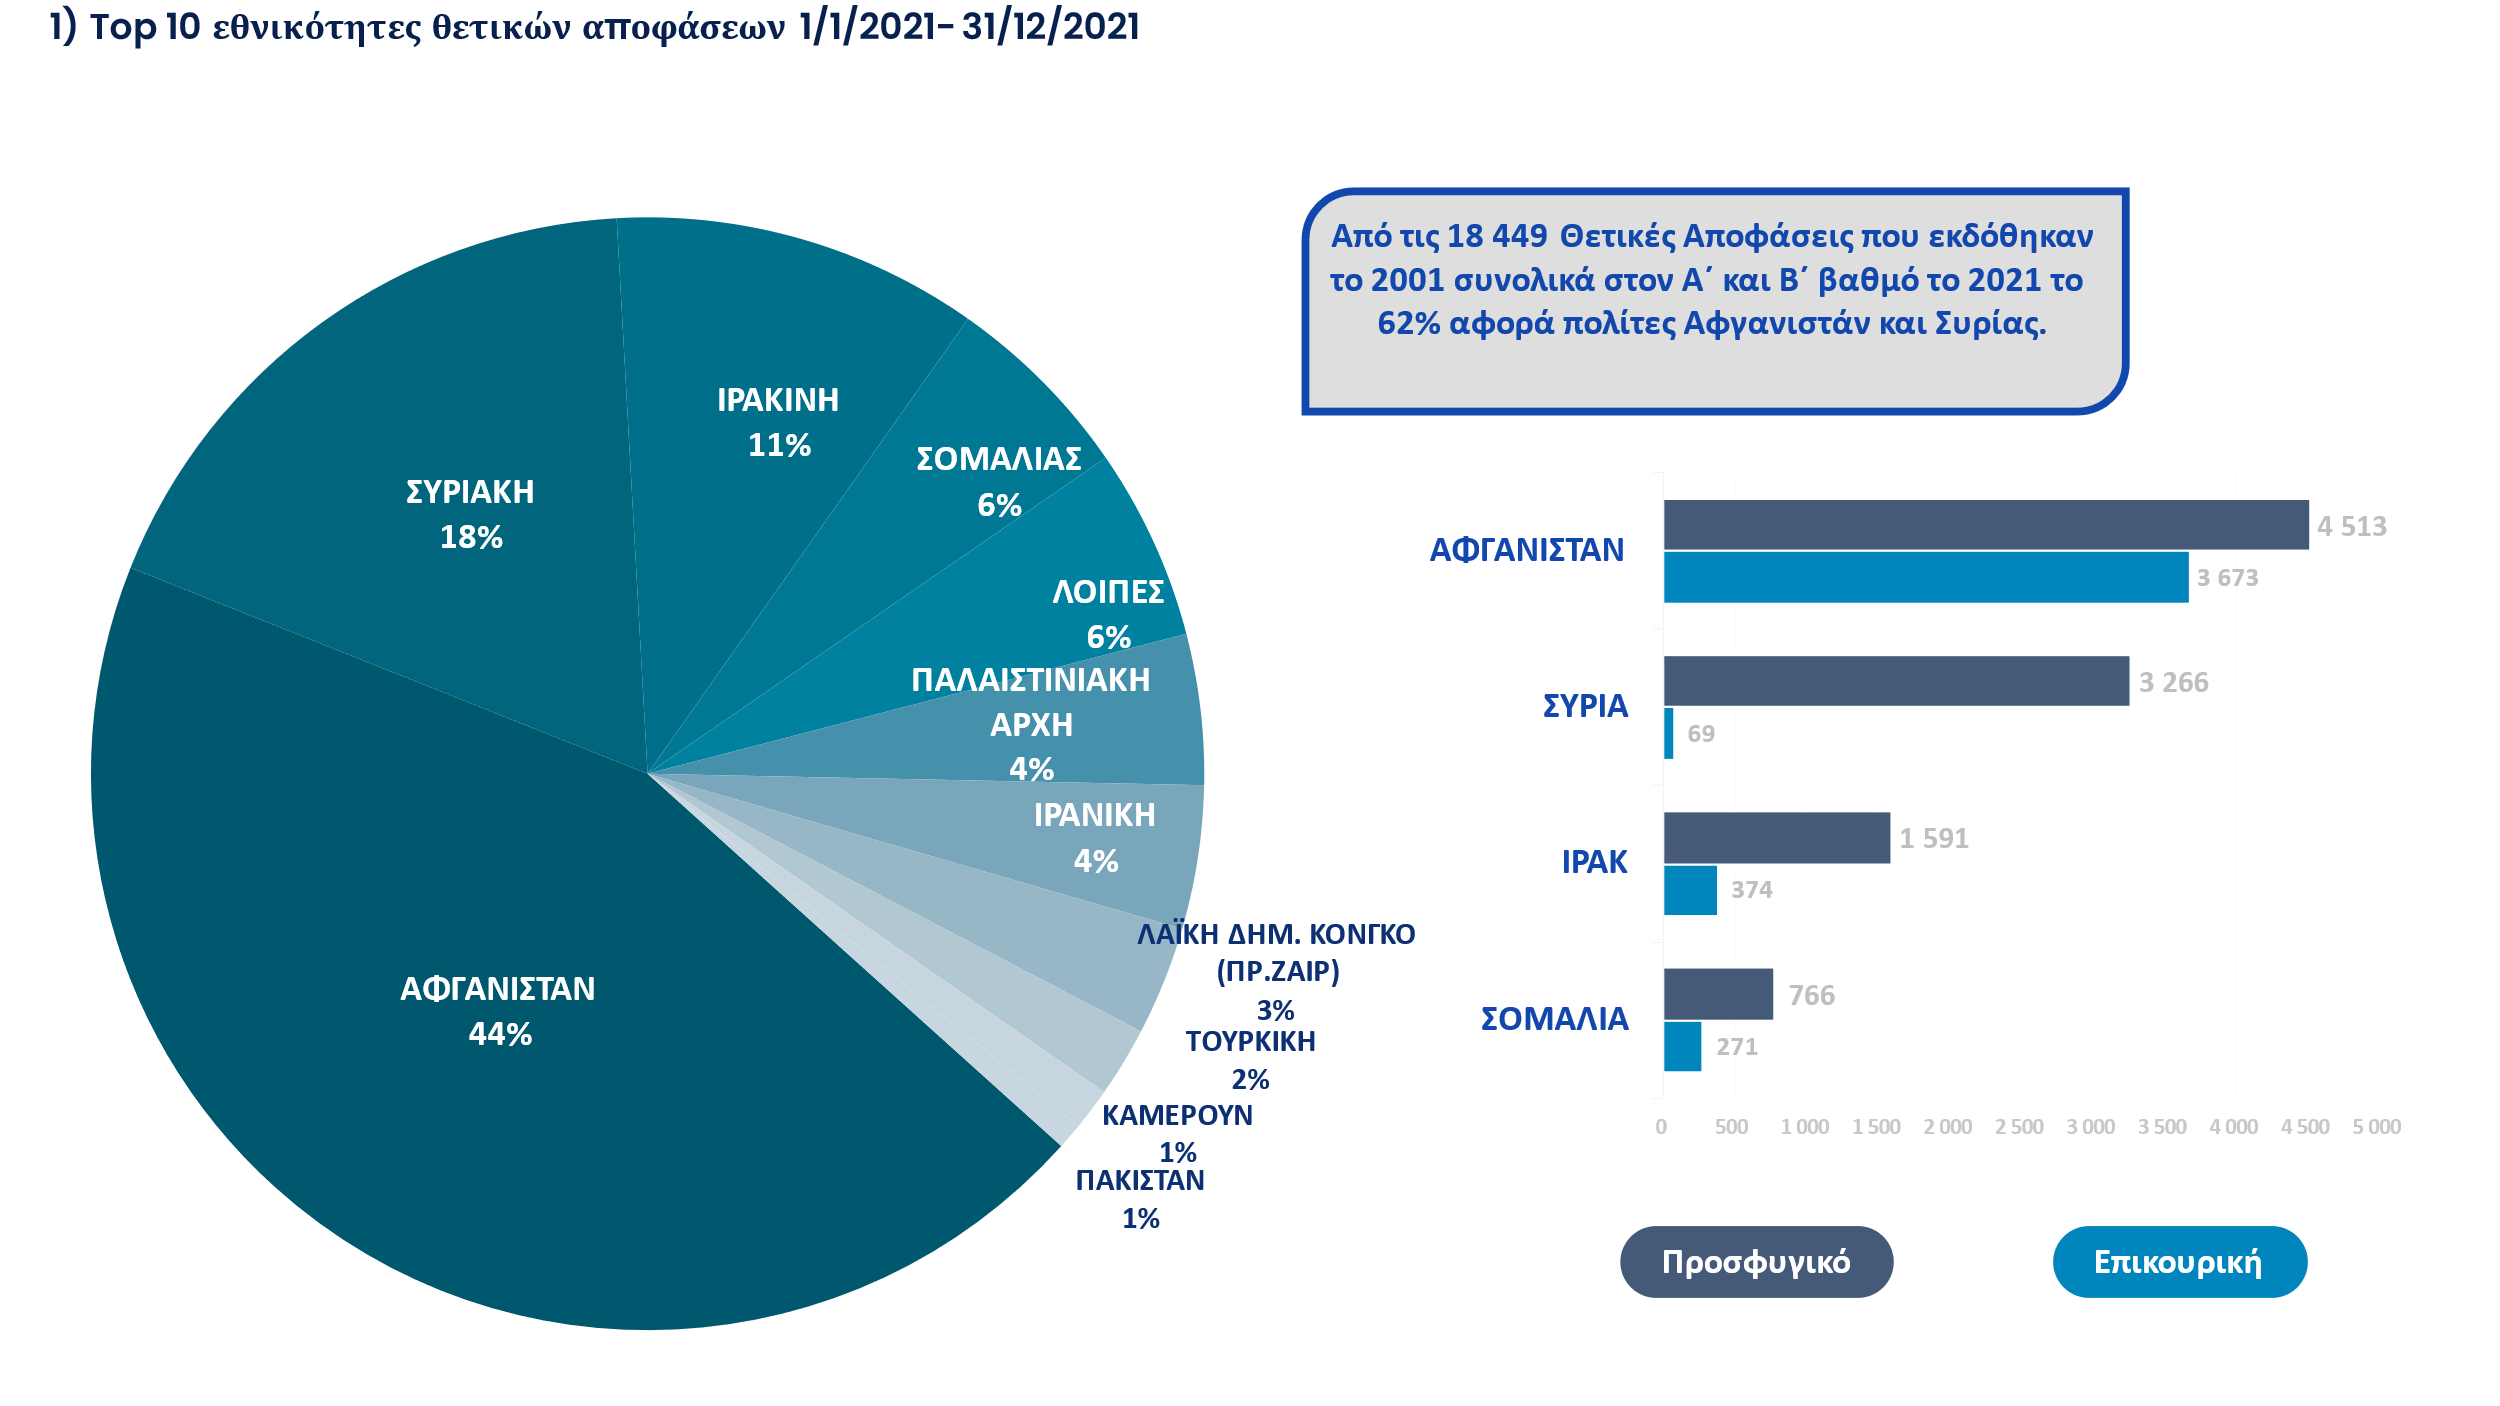 1) Top 10 εθνικότητες θετικών αποφάσεων 1/1/2021- 31/12/2021
ΙΡΑΚΙΝΗ
11%
ΣΟΜΑΛΙΑΣ
6%
ΣΥΡΙΑΚΗ
18%
ΛΟΙΠΕΣ
6%
ΠΑΛΑΙΣΤΙΝΙΑΚΗ
ΑΡΧΗ
4%
ΙΡΑΝΙΚΗ
4%
ΛΑΪΚΗ ΔΗΜ. ΚΟΝΓΚΟ
(ΠΡ.ΖΑΙΡ)
3%
ΤΟΥΡΚΙΚΗ
2%
ΚΑΜΕΡΟΥΝ
1%
ΠΑΚΙΣΤΑΝ
1%
ΑΦΓΑΝΙΣΤΑΝ
44%
Από τις 18 449 Θετικές Αποφάσεις που εκδόθηκαν
το 2001 συνολικά στον Α΄ και Β΄ βαθμό το 2021 το
62% αφορά πολίτες Αφγανιστάν και Συρίας.
ΑΦΓΑΝΙΣΤΑΝ
4 513
3 673
ΣΥΡΙΑ
3 266
69
ΙΡΑΚ
1 591
374
ΣΟΜΑΛΙΑ
766
271
0 500 1 000 1 500 2 000 2 500 3 000 3 500 4 000 4 500 5 000
Προσφυγικό
Επικουρική